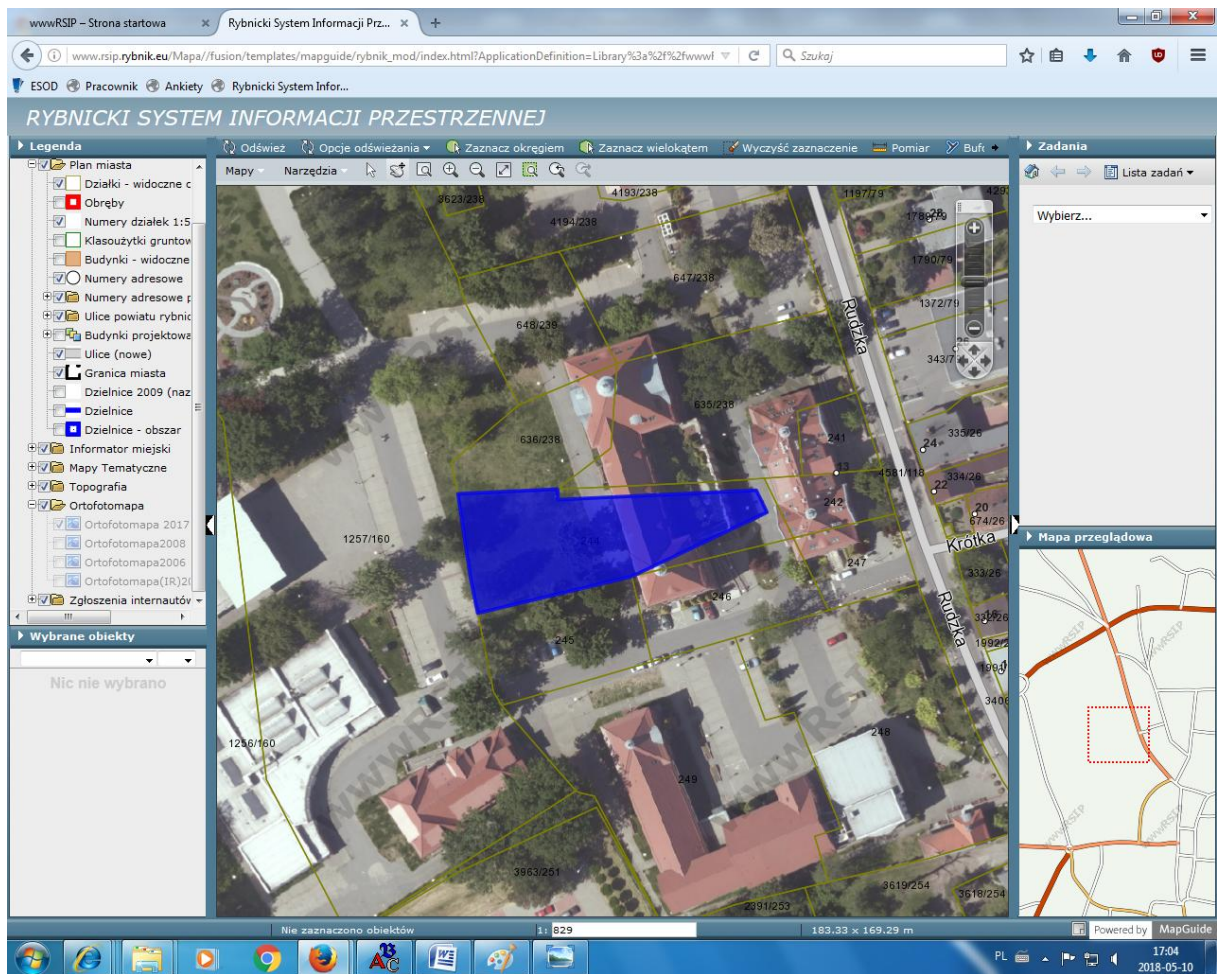 wwwRSIP – Strona startowa
Rybnicki System Informacji Prz...
www.rsip.rybnik.eu/Mapa//fusion/templates/mapguide/rybnik_mod/index.html?ApplicationDefinition=Library%3a%2f%2fwwwl
Szukaj
ESOD Pracownik Ankiety Rybnicki System Infor...
RYBNICKI SYSTEM INFORMACJI PRZESTRZENNEJ
Legenda
Plan miasta
Działki - widoczne c
Obręby
Numery działek 1:5
Klasoużytki gruntow
Budynki - widoczne
Numery adresowe
Numery adresowe p
Ulice powiatu rybnic
Budynki projektowa
Ulice (nowe)
Granica miasta
Dzielnice 2009 (naz
Dzielnice
Dzielnice - obszar
Informator miejski
Mapy Tematyczne
Topografia
Ortofotomapa
Ortofotomapa 2017
Ortofotomapa2008
Ortofotomapa2006
Ortofotomapa(IR)20
Zgłoszenia internautów
Wybrane obiekty
Nic nie wybrano
Odśwież Opcje odświeżania Zaznacz okręgiem Zaznacz wielokątem Wyczyść zaznaczenie Pomiar Bufo
Mapy Narzędzia
3623/238
4193/238
1197/79
4194/238
28
1790/79
647/238
1372/79
648/239
Rudzka
635/238
636/238
241
335/26
24
13
4581/118
334/26
22
242
20
674/26
1257/160
244
Krótka
247
333/26
246
Rudzka
245
1256/160
248
249
3963/251
3619/254
3618/254
2391/253
wwwRSIP
Zadania
Lista zadań
Wybierz...
Mapa przeglądowa
wwwRSIP
Nie zaznaczono obiektów
1: 829
183.33 x 169.29 m
Powered by MapGuide
PL
17:04
2018-05-10